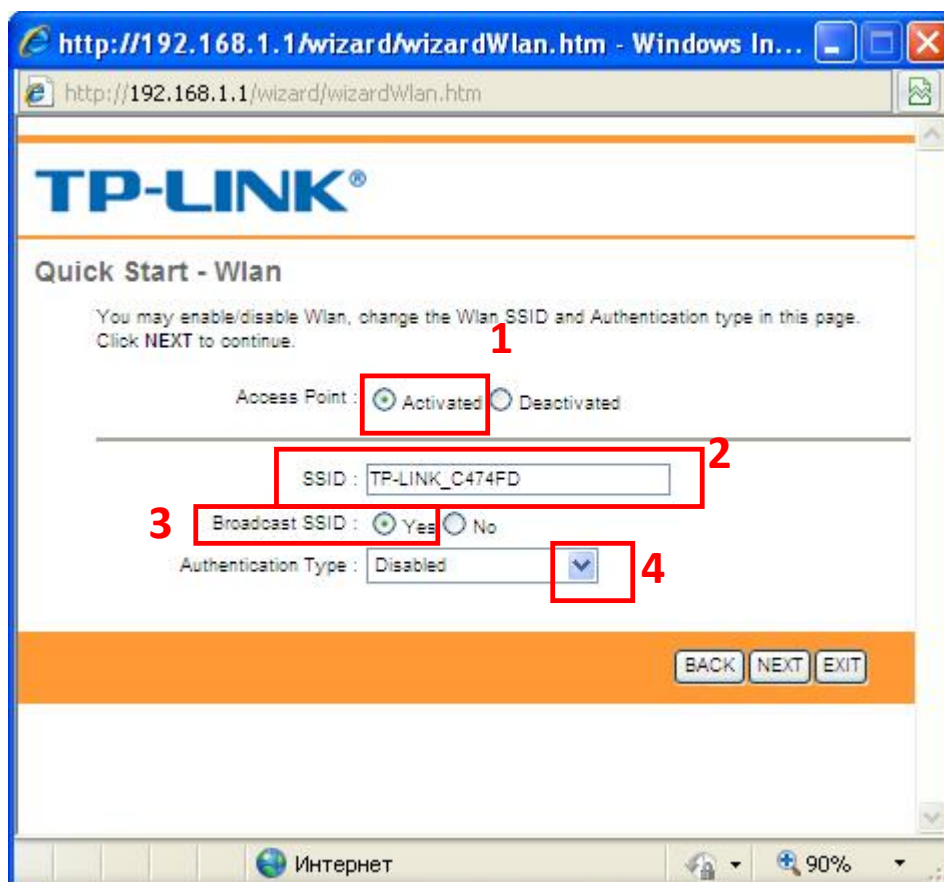 http://192.168.1.1/wizard/wizardWlan.htm - Windows In...
http://192.168.1.1/wizard/wizardWlan.htm
TP-LINK®
Quick Start - Wlan
You may enable/disable Wlan, change the Wlan SSID and Authentication type in this page.
Click NEXT to continue.
1
Access Point : Activated Deactivated
2
SSID : TP-LINK_C474FD
3 Broadcast SSID : Yes No
Authentication Type : Disabled 4
BACK NEXT EXIT
Интернет 90%